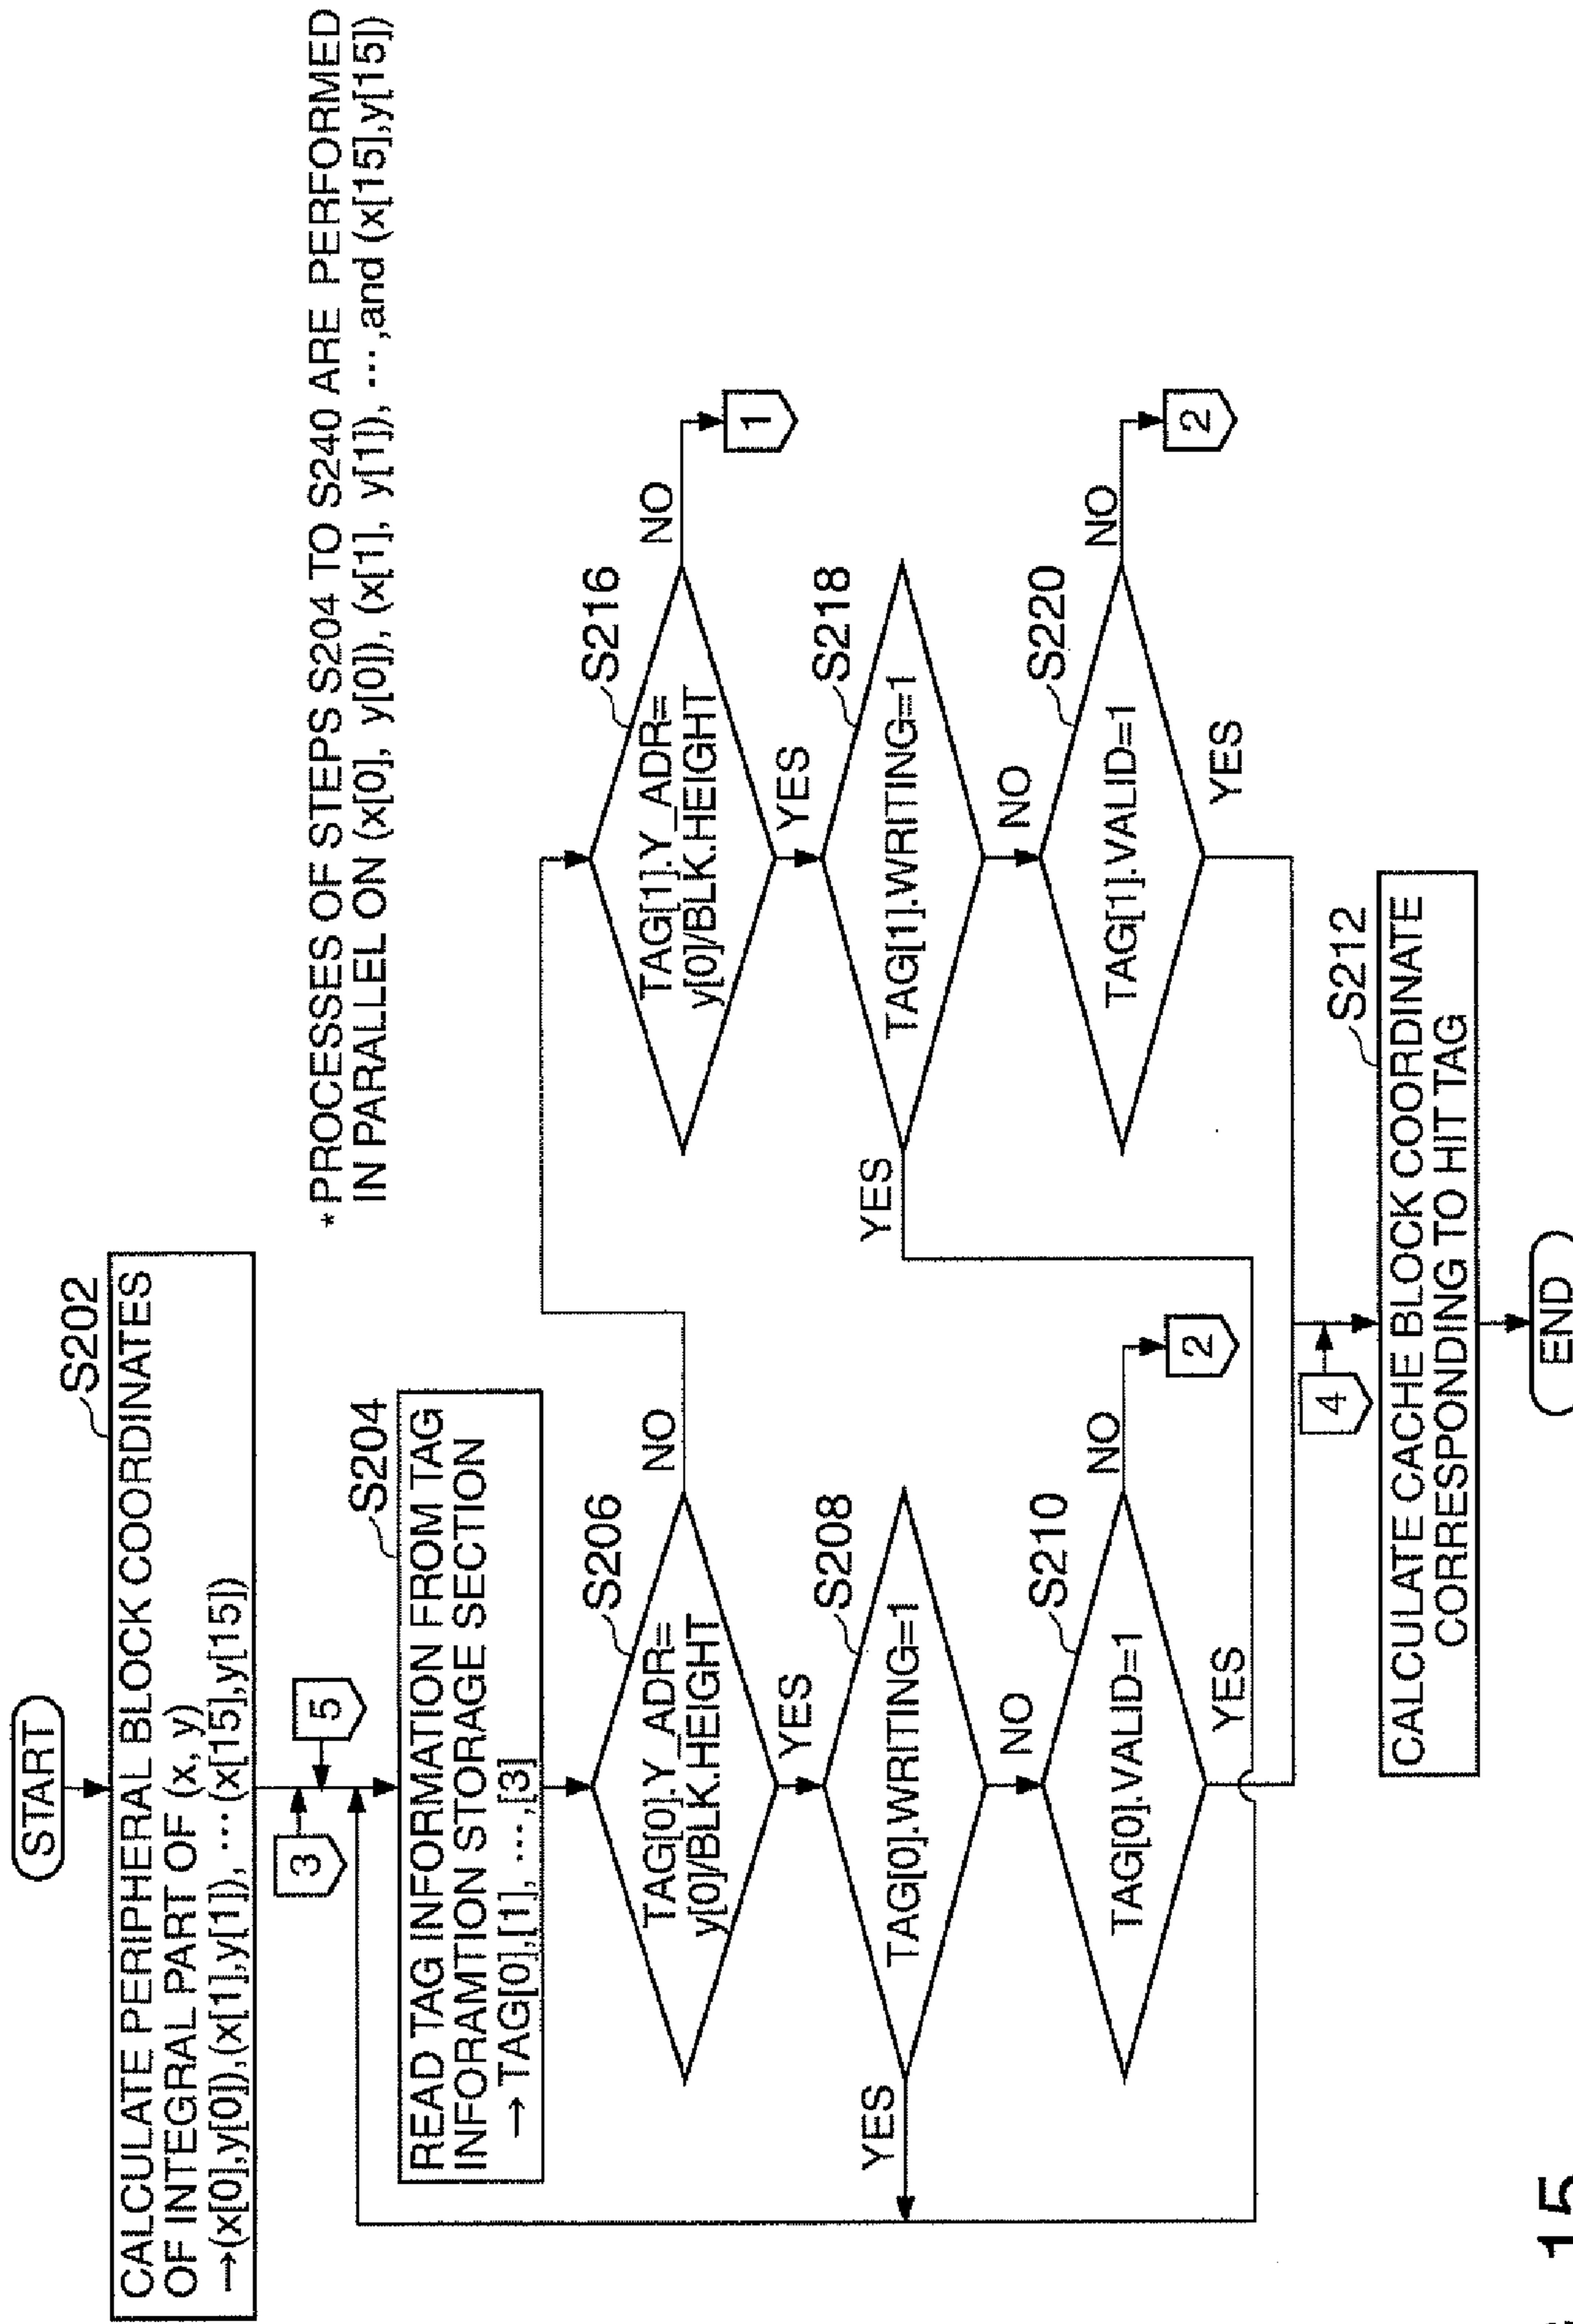 START
S202
CALCULATE PERIPHERAL BLOCK COORDINATES
OF INTEGRAL PART OF (x, y)
→(x[0],y[0]),(x[1],y[1]), ··· (x[15],y[15])
*PROCESSES OF STEPS S204 TO S240 ARE PERFORMED
IN PARALLEL ON (x[0], y[0]), (x[1], y[1]), ··· ,and (x[15],y[15])
3
5
S204
READ TAG INFORMATION FROM TAG
INFORAMTION STORAGE SECTION
→ TAG[0],[1], ···,[3]
S206
TAG[0].Y_ADR=
y[0]/BLK.HEIGHT
NO
YES
S208
TAG[0].WRITING=1
YES
NO
S210
TAG[0].VALID=1
NO
2
YES
S216
TAG[1].Y_ADR=
y[0]/BLK.HEIGHT
NO
1
YES
S218
TAG[1].WRITING=1
YES
NO
S220
TAG[1].VALID=1
NO
2
YES
4
S212
CALCULATE CACHE BLOCK COORDINATE
CORRESPONDING TO HIT TAG
END
15